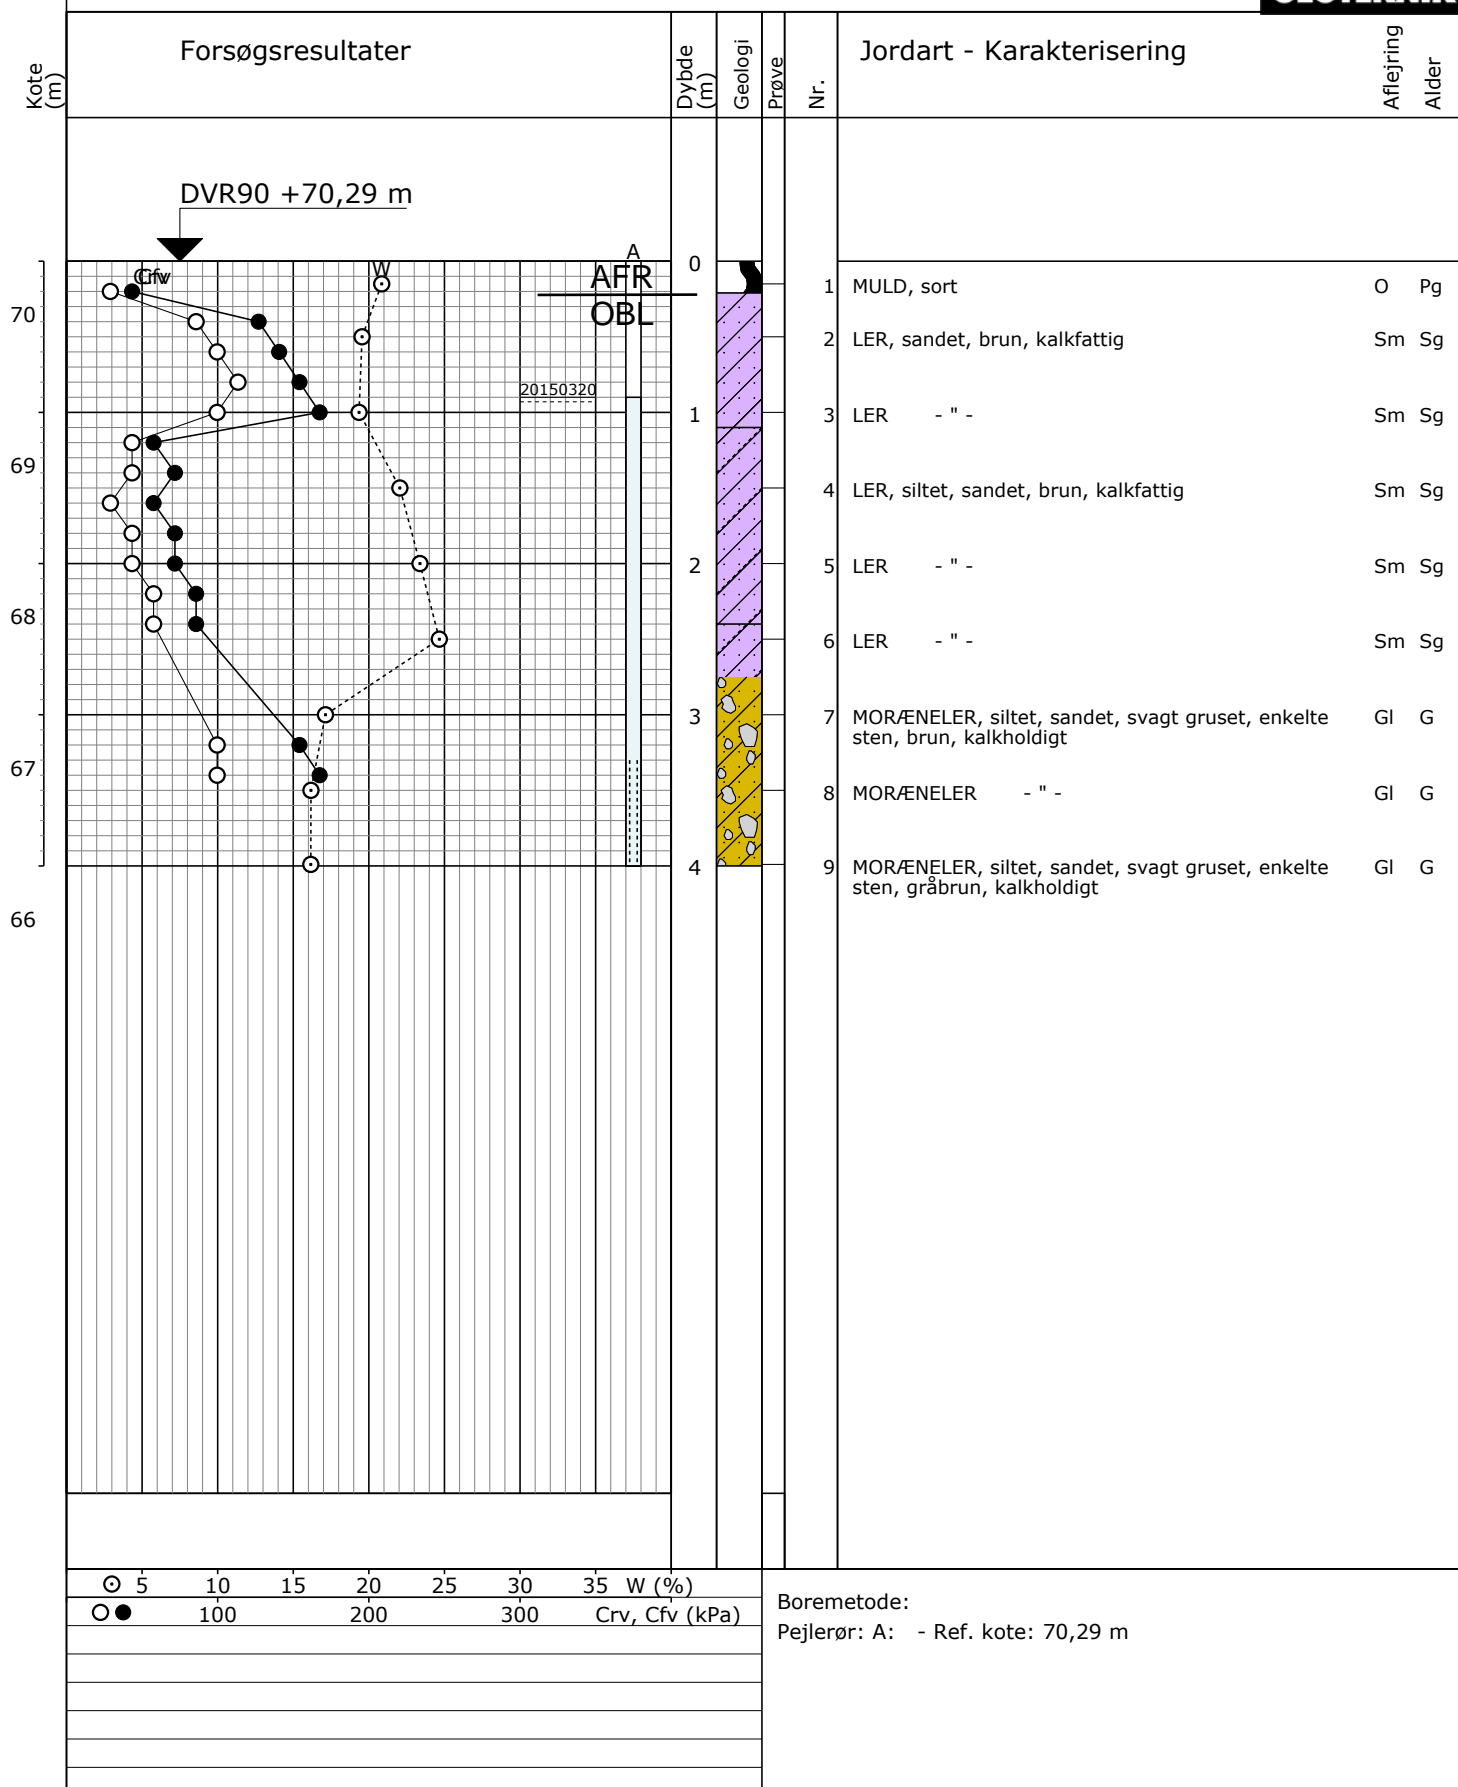 Forsøgsresultater
Jordart - Karakterisering
Kote (m)
Dybde (m)
Geologi
Prøve
Nr.
Aflejring
Alder
DVR90 +70,29 m
A
W
AFR
OBL
20150320
70
69
68
67
66
0
1
2
3
4
1 MULD, sort O Pg
2 LER, sandet, brun, kalkfattig Sm Sg
3 LER - " - Sm Sg
4 LER, siltet, sandet, brun, kalkfattig Sm Sg
5 LER - " - Sm Sg
6 LER - " - Sm Sg
7 MORÆNELER, siltet, sandet, svagt gruset, enkelte Gl G
sten, brun, kalkholdigt
8 MORÆNELER - " - Gl G
9 MORÆNELER, siltet, sandet, svagt gruset, enkelte Gl G
sten, gråbrun, kalkholdigt
5 10 15 20 25 30 35 W (%)
100 200 300 Crv, Cfv (kPa)
Boremetode:
Pejlerør: A: - Ref. kote: 70,29 m